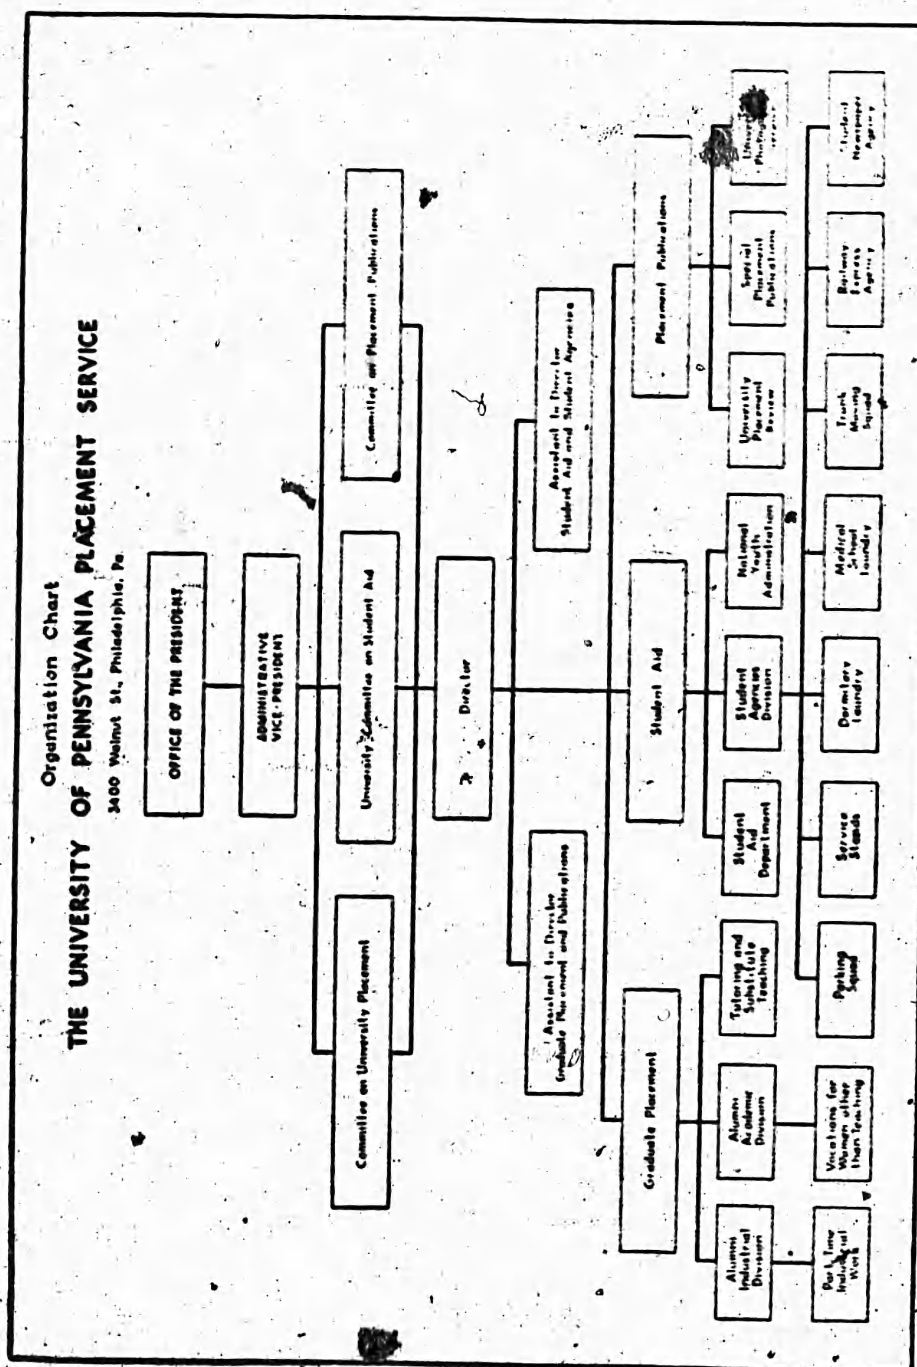 Organization Chart
THE UNIVERSITY OF PENNSYLVANIA PLACEMENT SERVICE
3400 Walnut St., Philadelphia, Pa
OFFICE OF THE PRESIDENT
ADMINISTRATIVE
VICE-PRESIDENT
Committee on University Placement
University Committee on Student Aid
Committee on Placement Publications
Director
Assistant to Director
Graduate Placement and Publications
Assistant to Director
Student Aid and Student Agencies
Graduate Placement
Student Aid
Placement Publications
Alumni
Industrial
Division
Alumni
Academic
Division
Tutoring and
Substitute
Teaching
Student
Aid
Department
Student
Agencies
Division
National
Youth
Administration
University
Placement
Review
Special
Placement
Publications
Part Time
Industrial
Work
Vocations for
Women other
than Teaching
Parking
Squad
Service
Stands
Dormitory
Laundry
Medical
School
Laundry
Trunk
Moving
Squad
Railway
Express
Agency
Student
Newspaper
Agency